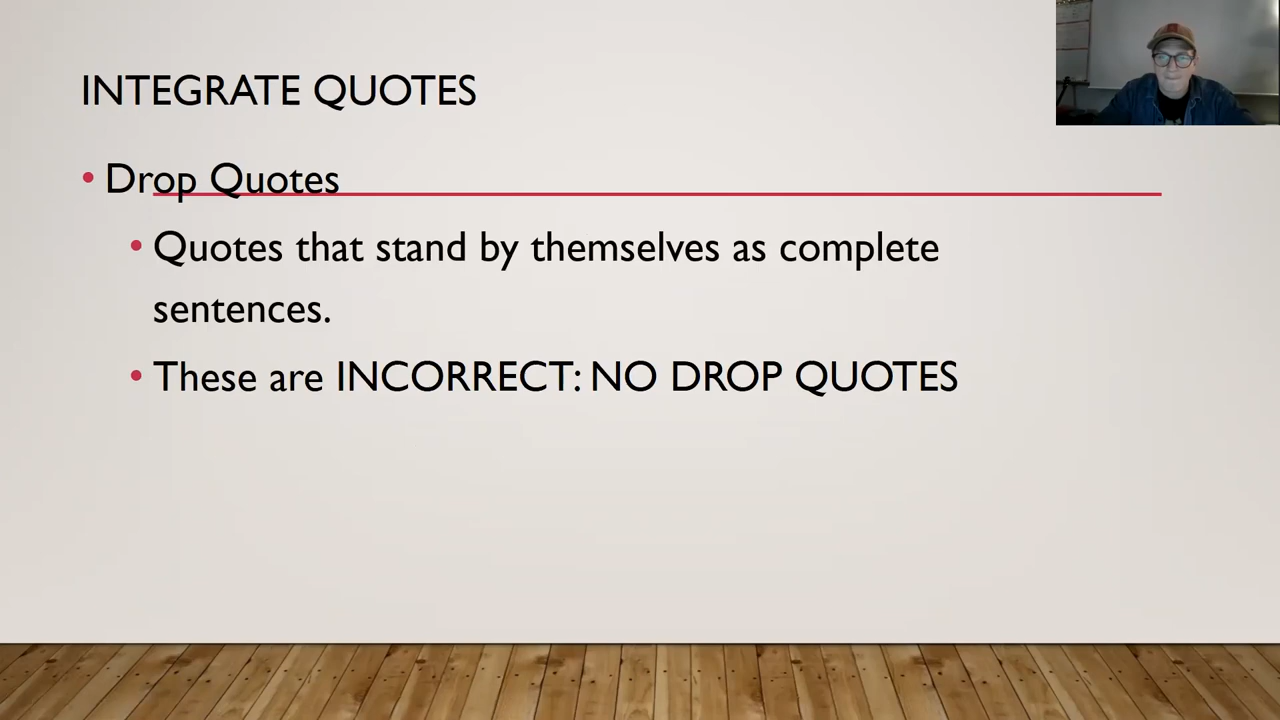 INTEGRATE QUOTES
• Drop Quotes
• Quotes that stand by themselves as complete
sentences.
• These are INCORRECT: NO DROP QUOTES